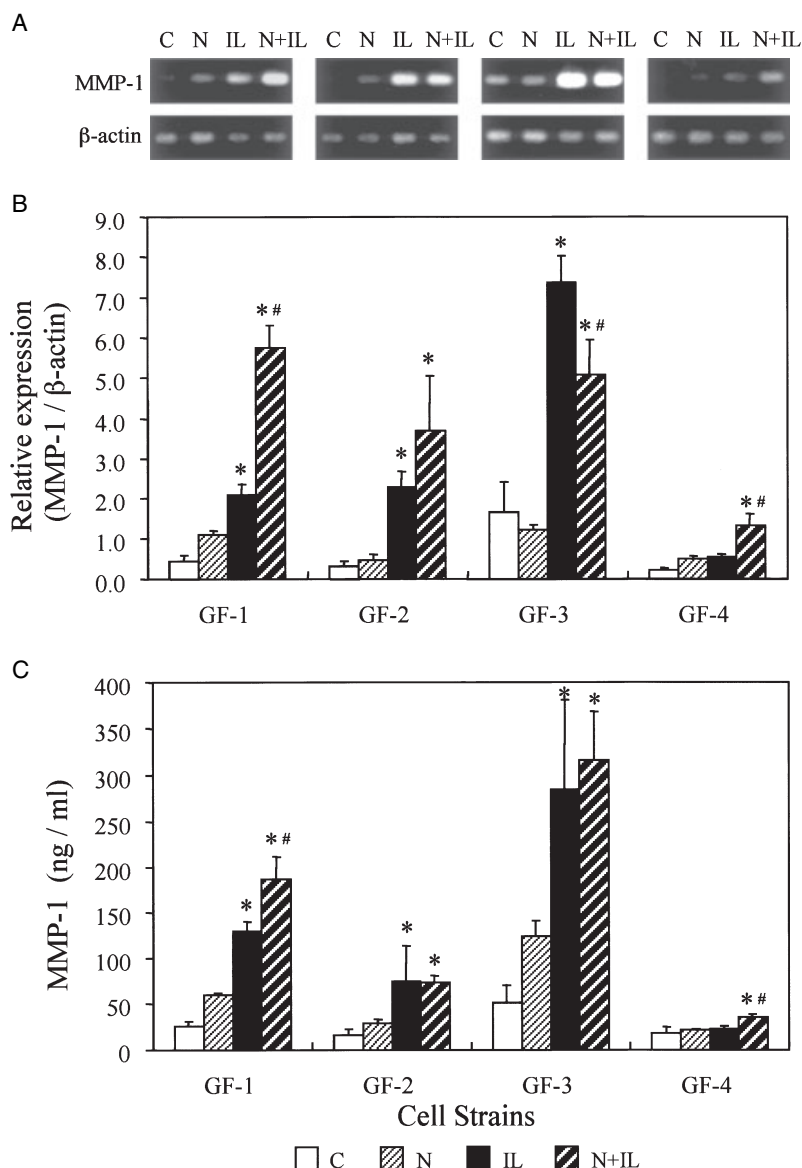 A
C N IL N+IL C N IL N+IL C N IL N+IL C N IL N+IL
MMP-1
β-actin
B
Relative expression
(MMP-1 / β-actin)
9.0
8.0
7.0
6.0
5.0
4.0
3.0
2.0
1.0
0.0
* *# * * * *# *#
GF-1 GF-2 GF-3 GF-4
C
MMP-1 (ng / ml)
400
350
300
250
200
150
100
50
0
* *# * * * * *#
GF-1 GF-2 GF-3 GF-4
Cell Strains
C N IL N+IL